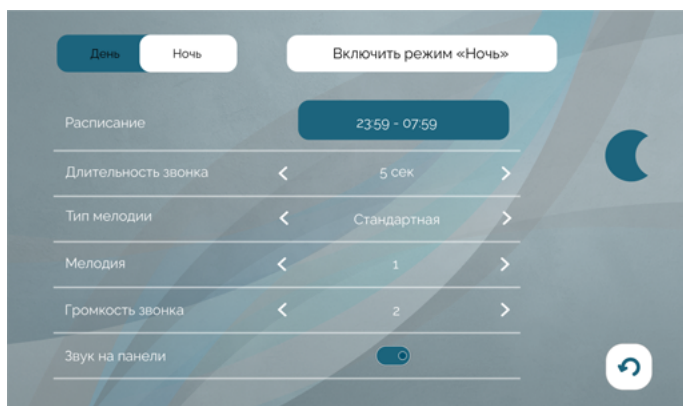 День Ночь Включить режим «Ночь»
Расписание 23:59 - 07:59
Длительность звонка < 5 сек >
Тип мелодии < Стандартная >
Мелодия < 1 >
Громкость звонка < 2 >
Звук на панели